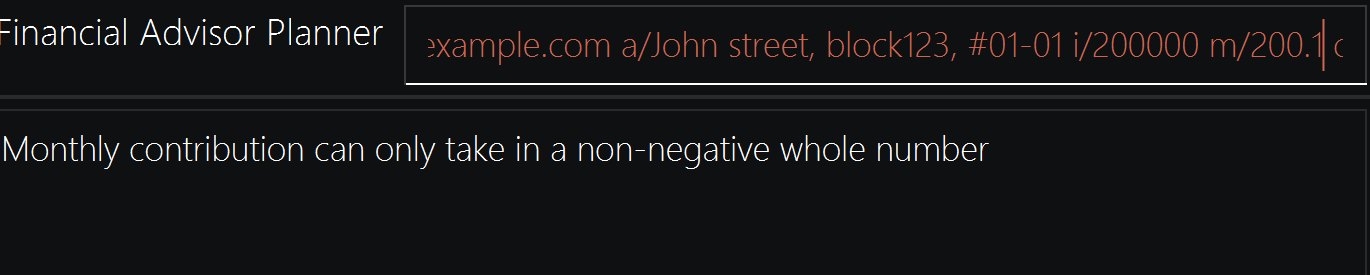 Financial Advisor Planner
example.com a/John street, block123, #01-01 i/200000 m/200.1
Monthly contribution can only take in a non-negative whole number